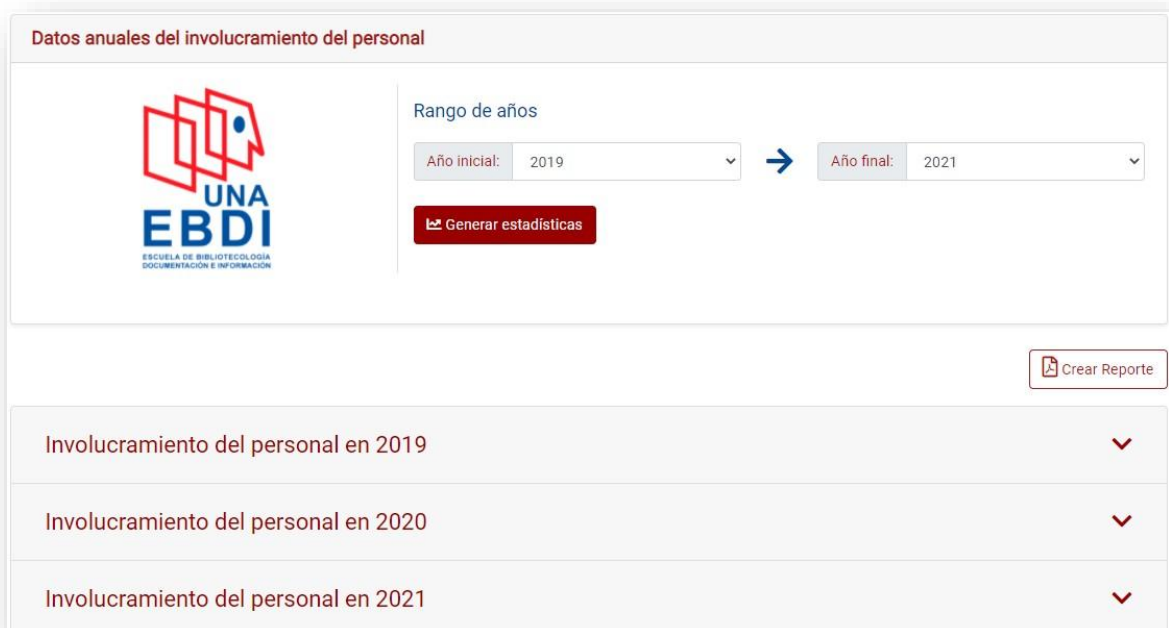 Datos anuales del involucramiento del personal
UNA
EBDI
ESCUELA DE BIBLIOTECOLOGÍA
DOCUMENTACIÓN E INFORMACIÓN
Rango de años
Año inicial: 2019
Año final: 2021
Generar estadísticas
Crear Reporte
Involucramiento del personal en 2019
Involucramiento del personal en 2020
Involucramiento del personal en 2021